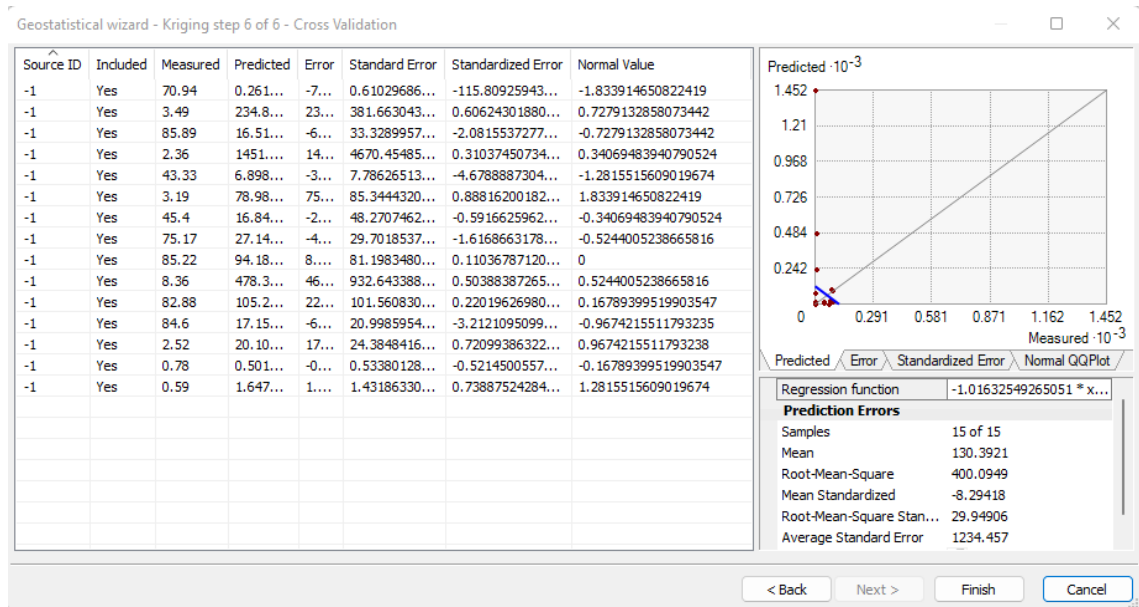 Geostatistical wizard - Kriging step 6 of 6 - Cross Validation
Source ID Included Measured Predicted Error Standard Error Standardized Error Normal Value
-1 Yes 70.94 0.261... -7... 0.61029686... -115.80925943... -1.833914650822419
-1 Yes 3.49 234.8... 23... 381.663043... 0.60624301880... 0.7279132858073442
-1 Yes 85.89 16.51... -6... 33.3289957... -2.0815537277... -0.7279132858073442
-1 Yes 2.36 1451.... 14... 4670.45485... 0.31037450734... 0.34069483940790524
-1 Yes 43.33 6.898... -3... 7.78626513... -4.6788887304... -1.2815515609019674
-1 Yes 3.19 78.98... 75... 85.3444320... 0.88816200182... 1.833914650822419
-1 Yes 45.4 16.84... -2... 48.2707462... -0.5916625962... -0.34069483940790524
-1 Yes 75.17 27.14... -4... 29.7018537... -1.6168663178... -0.5244005238665816
-1 Yes 85.22 94.18... 8.... 81.1983480... 0.11036787120... 0
-1 Yes 8.36 478.3... 46... 932.643388... 0.50388387265... 0.5244005238665816
-1 Yes 82.88 105.2... 22... 101.560830... 0.22019626980... 0.16789399519903547
-1 Yes 84.6 17.15... -6... 20.9985954... -3.2121095099... -0.9674215511793235
-1 Yes 2.52 20.10... 17... 24.3848416... 0.72099386322... 0.9674215511793238
-1 Yes 0.78 0.501... -0... 0.53380128... -0.5214500557... -0.16789399519903547
-1 Yes 0.59 1.647... 1.... 1.43186330... 0.73887524284... 1.2815515609019674
Predicted ·10-3
1.452
1.21
0.968
0.726
0.484
0.242
0 0.291 0.581 0.871 1.162 1.452
Measured ·10-3
Predicted Error Standardized Error Normal QQPlot
Regression function -1.01632549265051 * x...
Prediction Errors
Samples 15 of 15
Mean 130.3921
Root-Mean-Square 400.0949
Mean Standardized -8.29418
Root-Mean-Square Stan... 29.94906
Average Standard Error 1234.457
< Back Next > Finish Cancel